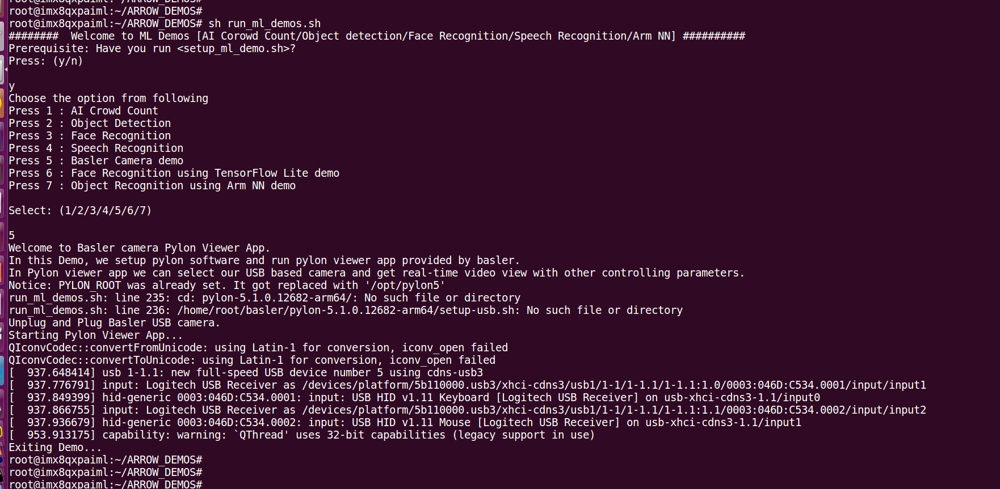 root@imx8qxpaiml:~/ARROW_DEMOS#
root@imx8qxpaiml:~/ARROW_DEMOS#
root@imx8qxpaiml:~/ARROW_DEMOS# sh run_ml_demos.sh
######## Welcome to ML Demos [AI Corowd Count/Object detection/Face Recognition/Speech Recognition/Arm NN] ##########
Prerequisite: Have you run <setup_ml_demo.sh>?
Press: (y/n)
y
Choose the option from following
Press 1 : AI Crowd Count
Press 2 : Object Detection
Press 3 : Face Recognition
Press 4 : Speech Recognition
Press 5 : Basler Camera demo
Press 6 : Face Recognition using TensorFlow Lite demo
Press 7 : Object Recognition using Arm NN demo
Select: (1/2/3/4/5/6/7)
5
Welcome to Basler camera Pylon Viewer App.
In this Demo, we setup pylon software and run pylon viewer app provided by basler.
In Pylon viewer app we can select our USB based camera and get real-time video view with other controlling parameters.
Notice: PYLON_ROOT was already set. It got replaced with '/opt/pylon5'
run_ml_demos.sh: line 235: cd: pylon-5.1.0.12682-arm64/: No such file or directory
run_ml_demos.sh: line 236: /home/root/basler/pylon-5.1.0.12682-arm64/setup-usb.sh: No such file or directory
Unplug and Plug Basler USB camera.
Starting Pylon Viewer App...
QIconvCodec::convertFromUnicode: using Latin-1 for conversion, iconv_open failed
QIconvCodec::convertToUnicode: using Latin-1 for conversion, iconv_open failed
[  937.648414] usb 1-1.1: new full-speed USB device number 5 using cdns-usb3
[  937.776791] input: Logitech USB Receiver as /devices/platform/5b110000.usb3/xhci-cdns3/usb1/1-1/1-1.1/1-1.1:1.0/0003:046D:C534.0001/input/input1
[  937.849399] hid-generic 0003:046D:C534.0001: input: USB HID v1.11 Keyboard [Logitech USB Receiver] on usb-xhci-cdns3-1.1/input0
[  937.866755] input: Logitech USB Receiver as /devices/platform/5b110000.usb3/xhci-cdns3/usb1/1-1/1-1.1/1-1.1:1.1/0003:046D:C534.0002/input/input2
[  937.936679] hid-generic 0003:046D:C534.0002: input: USB HID v1.11 Mouse [Logitech USB Receiver] on usb-xhci-cdns3-1.1/input1
[  953.913175] capability: warning: `QThread' uses 32-bit capabilities (legacy support in use)
Exiting Demo...
root@imx8qxpaiml:~/ARROW_DEMOS#
root@imx8qxpaiml:~/ARROW_DEMOS#
root@imx8qxpaiml:~/ARROW_DEMOS#